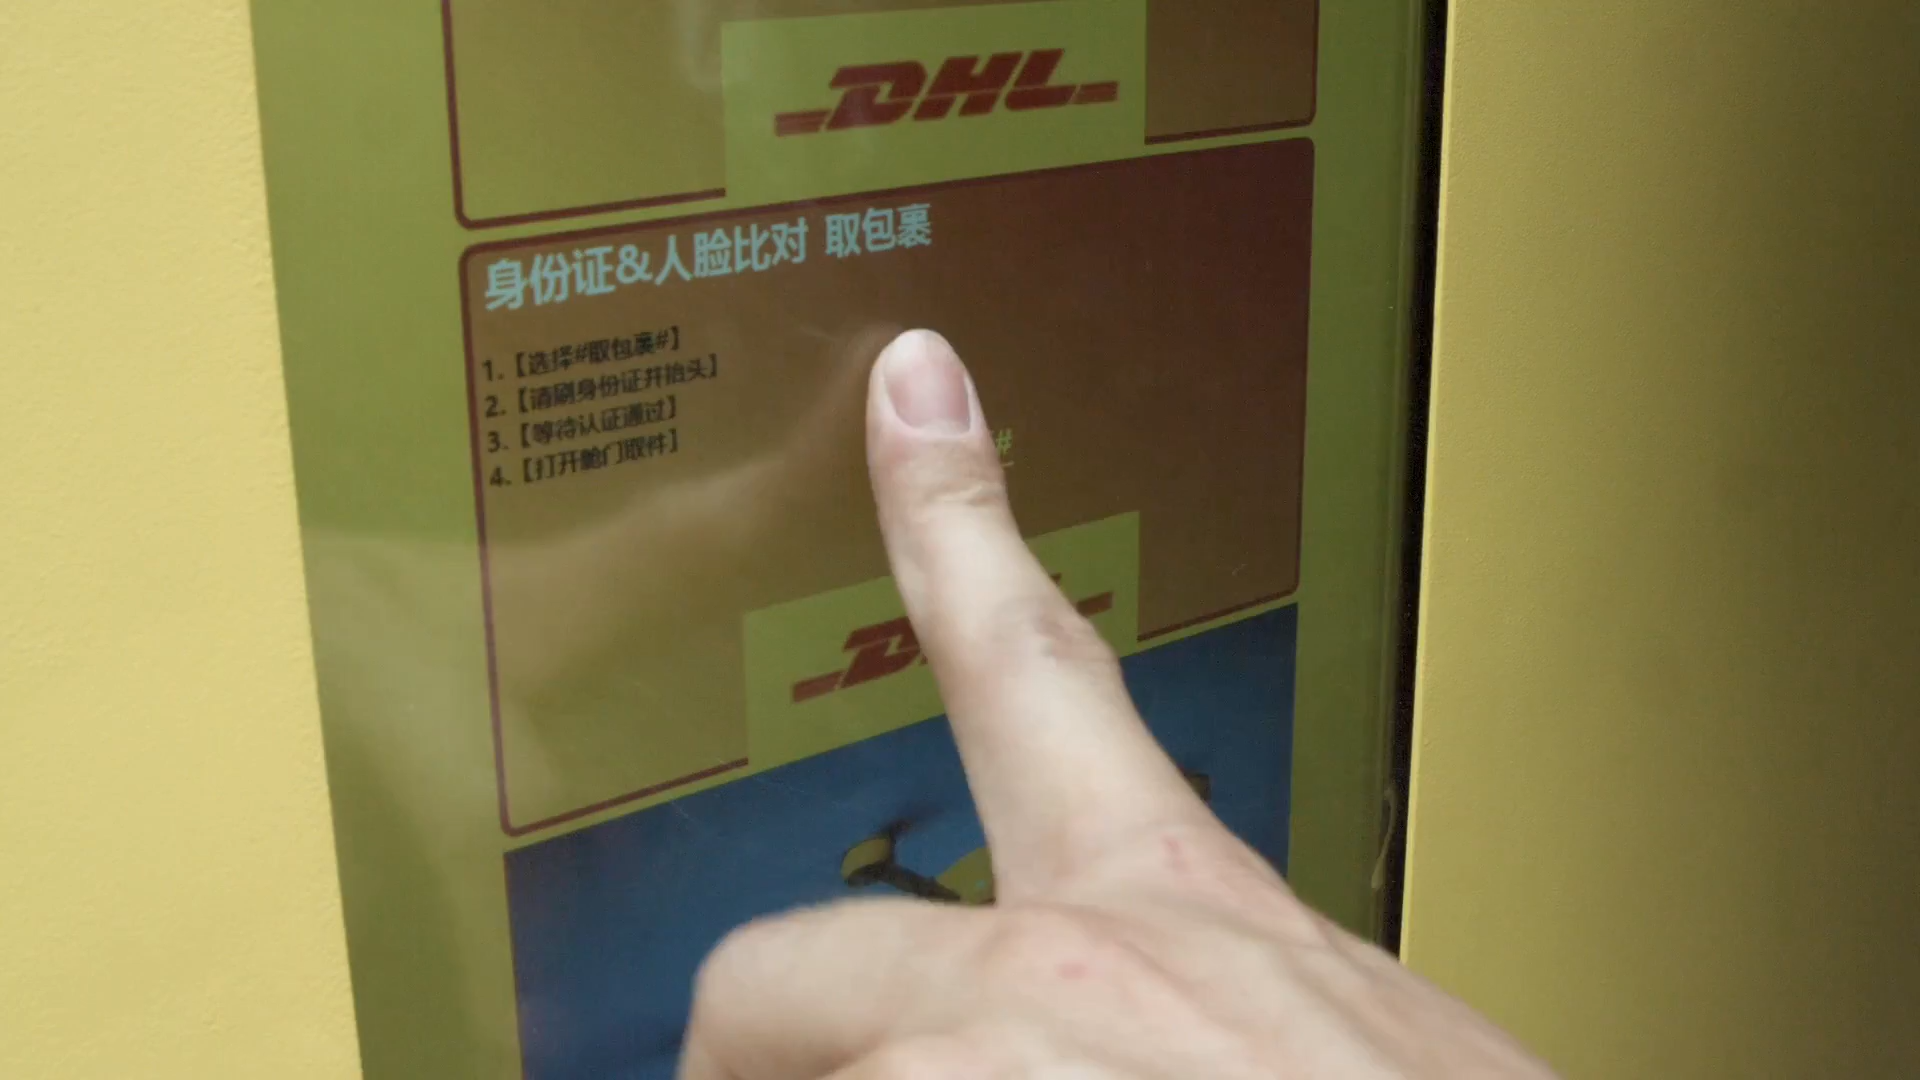 DHL
身份证&人脸比对 取包裹
1.【选择#取包裹#】
2.【请刷身份证并抬头】
3.【等待认证通过】
4.【打开舱门取件】
#